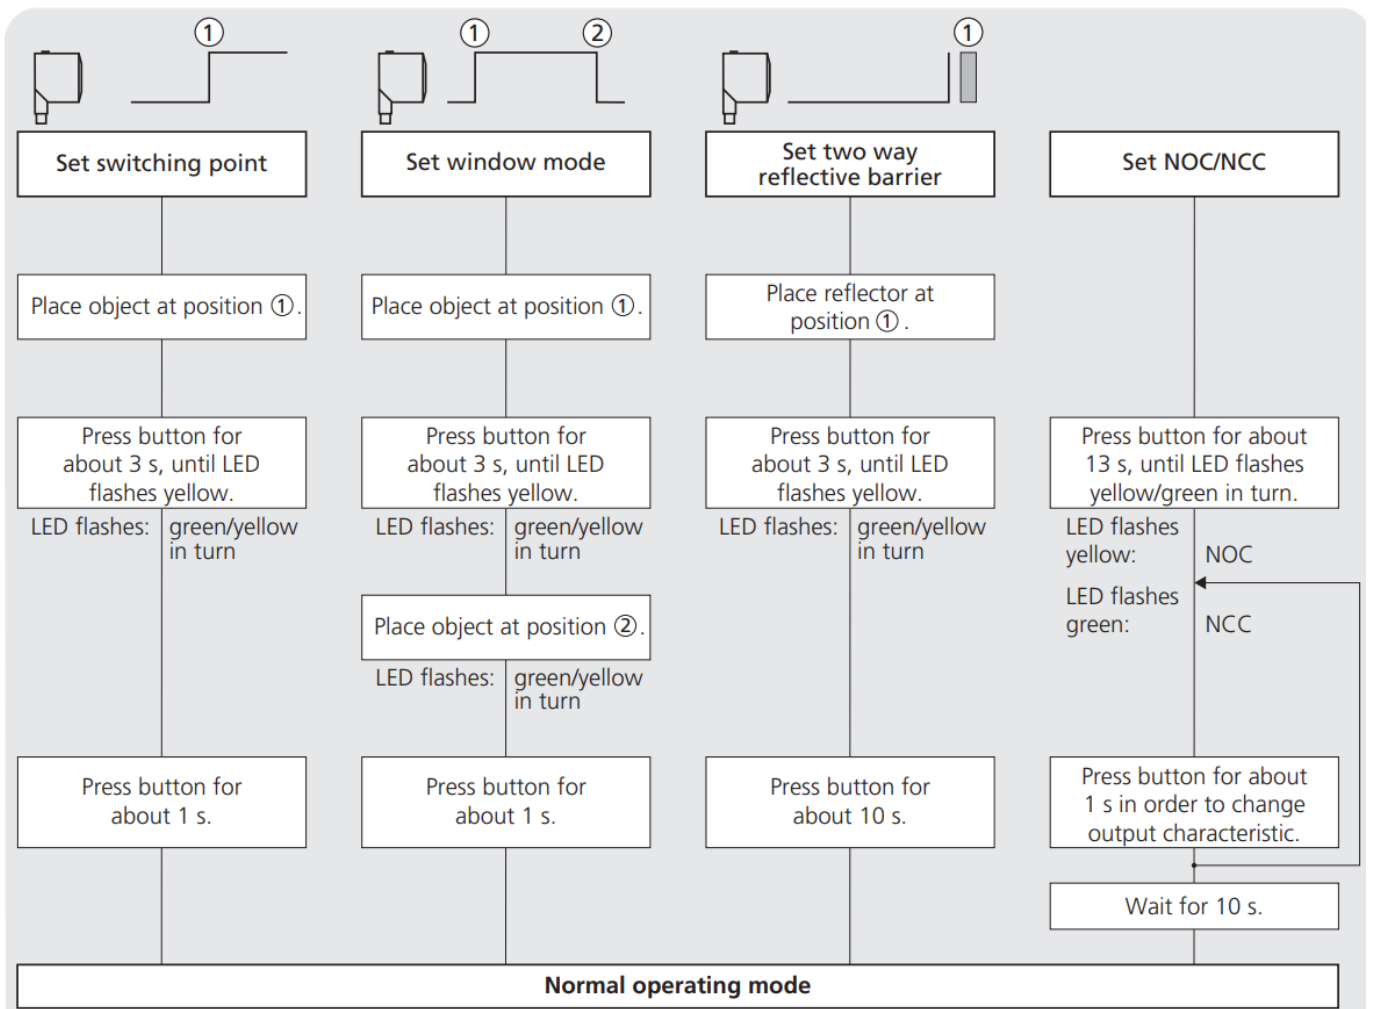 ①
① ②
①
Set switching point
Place object at position ①.
Press button for
about 3 s, until LED
flashes yellow.
LED flashes: green/yellow
in turn
Press button for
about 1 s.
Set window mode
Place object at position ①.
Press button for
about 3 s, until LED
flashes yellow.
LED flashes: green/yellow
in turn
Place object at position ②.
LED flashes: green/yellow
in turn
Press button for
about 1 s.
Set two way
reflective barrier
Place reflector at
position ① .
Press button for
about 3 s, until LED
flashes yellow.
LED flashes: green/yellow
in turn
Press button for
about 10 s.
Set NOC/NCC
Press button for about
13 s, until LED flashes
yellow/green in turn.
LED flashes
yellow: NOC
LED flashes
green: NCC
Press button for about
1 s in order to change
output characteristic.
Wait for 10 s.
Normal operating mode